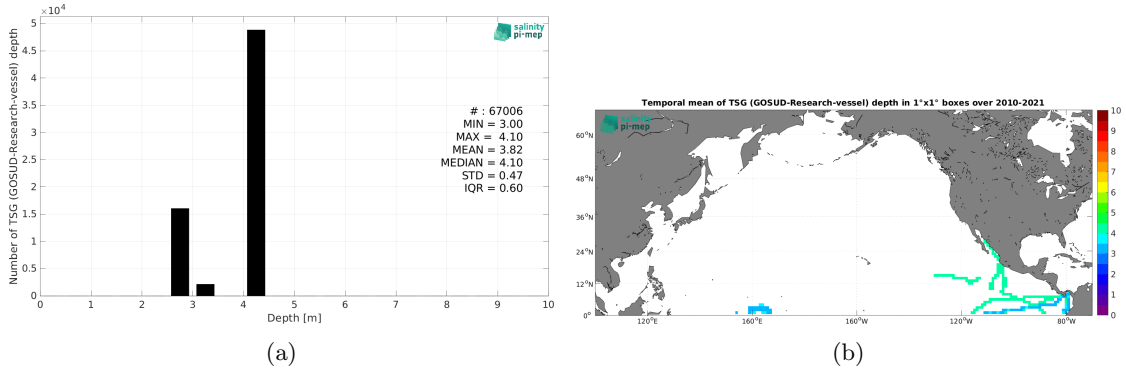 ×10⁴
5
4.5
4
3.5
3
2.5
2
1.5
1
0.5
0
Number of TSG (GOSUD-Research-vessel) depth
salinity
pi-mep
# : 67006
MIN = 3.00
MAX = 4.10
MEAN = 3.82
MEDIAN = 4.10
STD = 0.47
IQR = 0.60
0 1 2 3 4 5 6 7 8 9 10
Depth [m]
(a)
Temporal mean of TSG (GOSUD-Research-vessel) depth in 1°x1° boxes over 2010-2021
salinity
pi-mep
60°N
48°N
36°N
24°N
12°N
0°
120°E 160°E 160°W 120°W 80°W
10
9
8
7
6
5
4
3
2
1
0
(b)